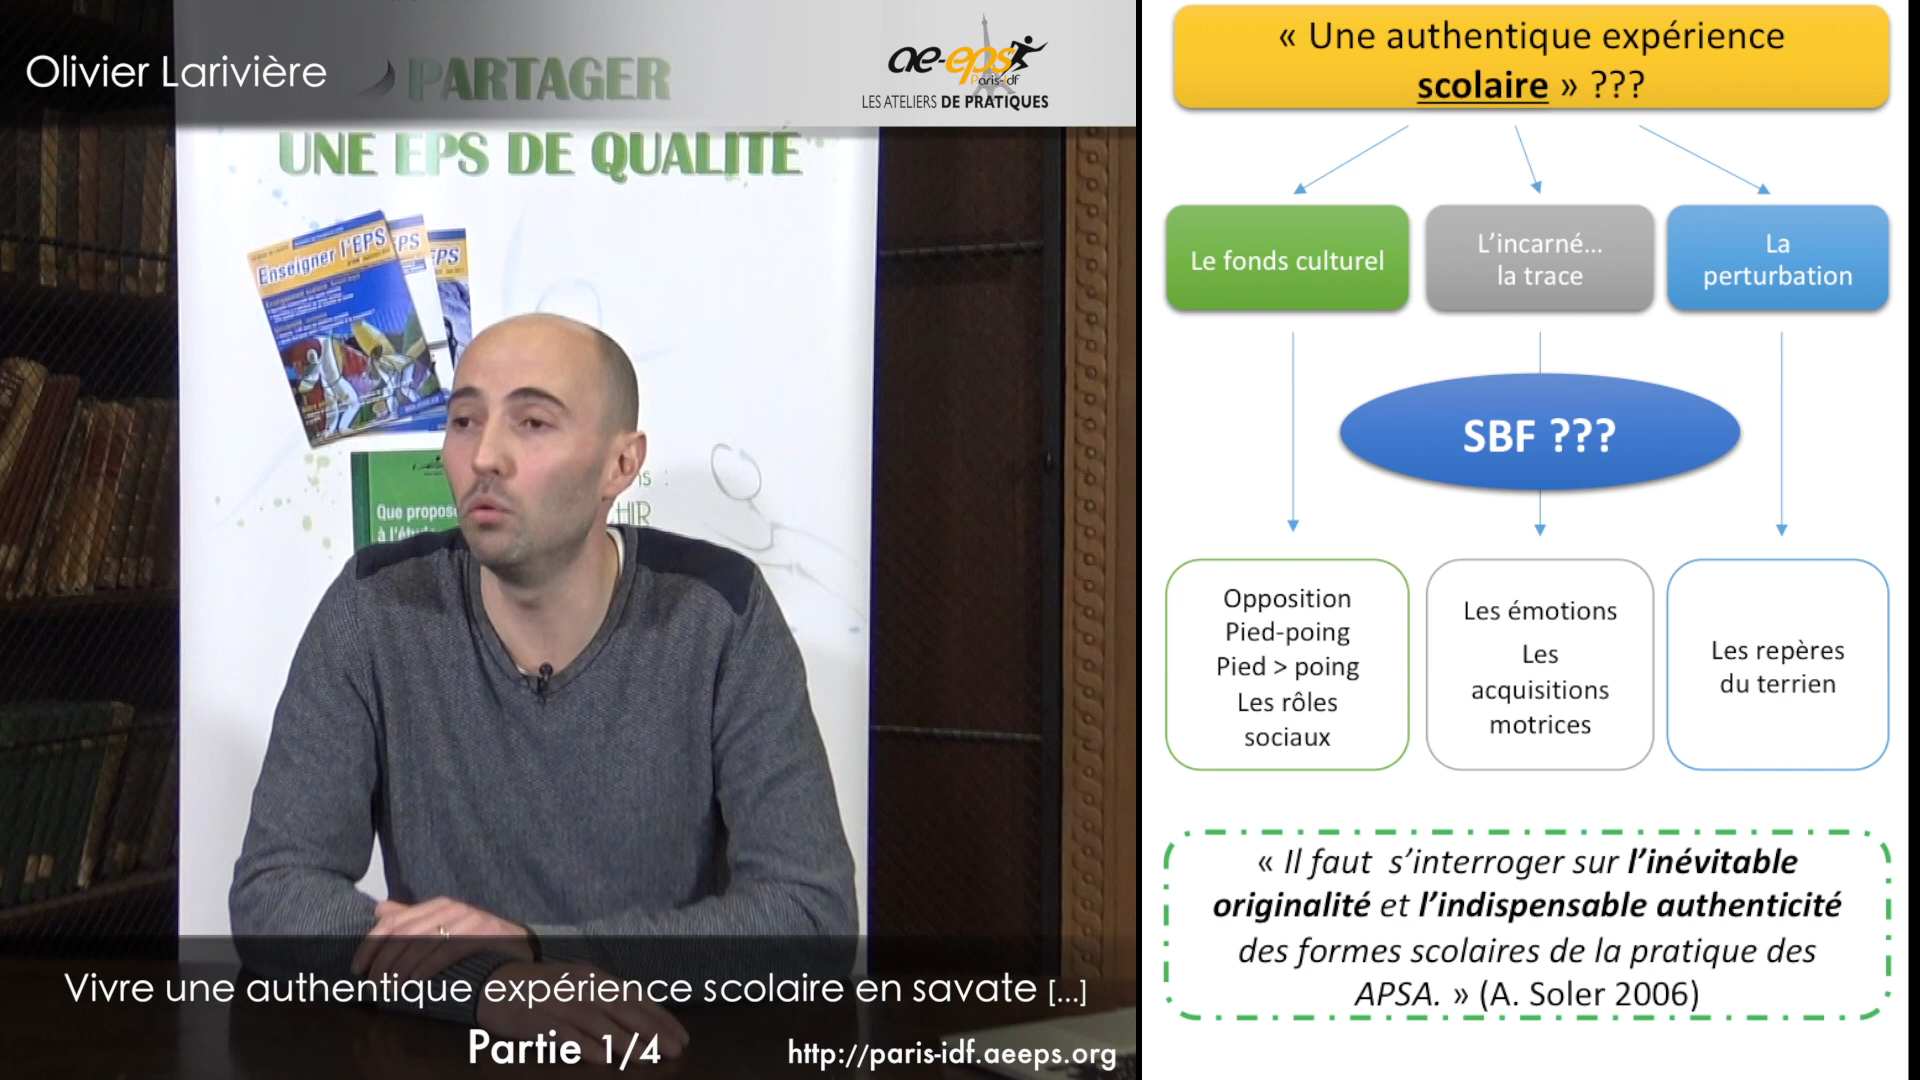 Olivier Larivière
PARTAGER
ae-eps
Paris-idf
LES ATELIERS DE PRATIQUES
UNE EPS DE QUALITÉ
Enseigner l'EPS
EPS
EPS
Que propose
à l'étud
ns :
HIR
Vivre une authentique expérience scolaire en savate [...]
Partie 1/4
http://paris-idf.aeeps.org
« Une authentique expérience
scolaire » ???
Le fonds culturel
L'incarné...
la trace
La
perturbation
SBF ???
Opposition
Pied-poing
Pied > poing
Les rôles
sociaux
Les émotions
Les
acquisitions
motrices
Les repères
du terrien
« Il faut s'interroger sur l'inévitable
originalité et l'indispensable authenticité
des formes scolaires de la pratique des
APSA. » (A. Soler 2006)